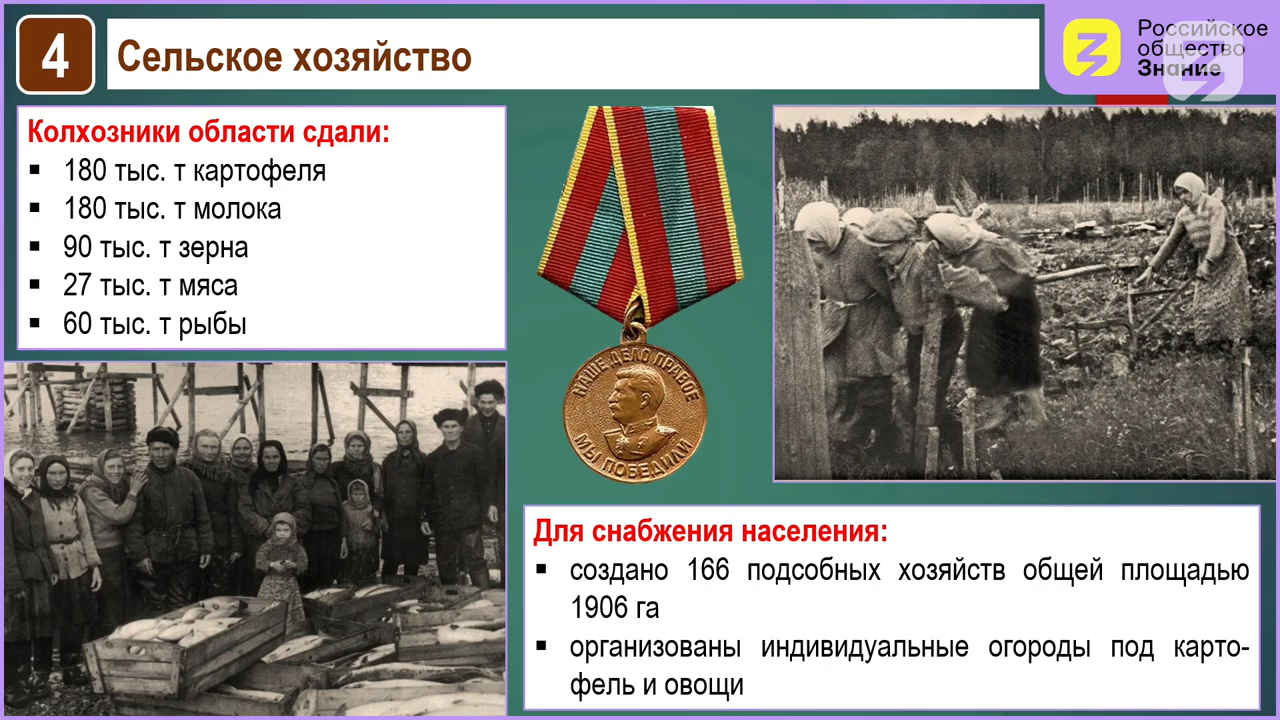 4
Сельское хозяйство
Российское
общество
Знание
Колхозники области сдали:
▪ 180 тыс. т картофеля
▪ 180 тыс. т молока
▪ 90 тыс. т зерна
▪ 27 тыс. т мяса
▪ 60 тыс. т рыбы
НАШЕ ДЕЛО ПРАВОЕ
МЫ ПОБЕДИЛИ
Для снабжения населения:
▪ создано 166 подсобных хозяйств общей площадью
1906 га
▪ организованы индивидуальные огороды под карто-
фель и овощи